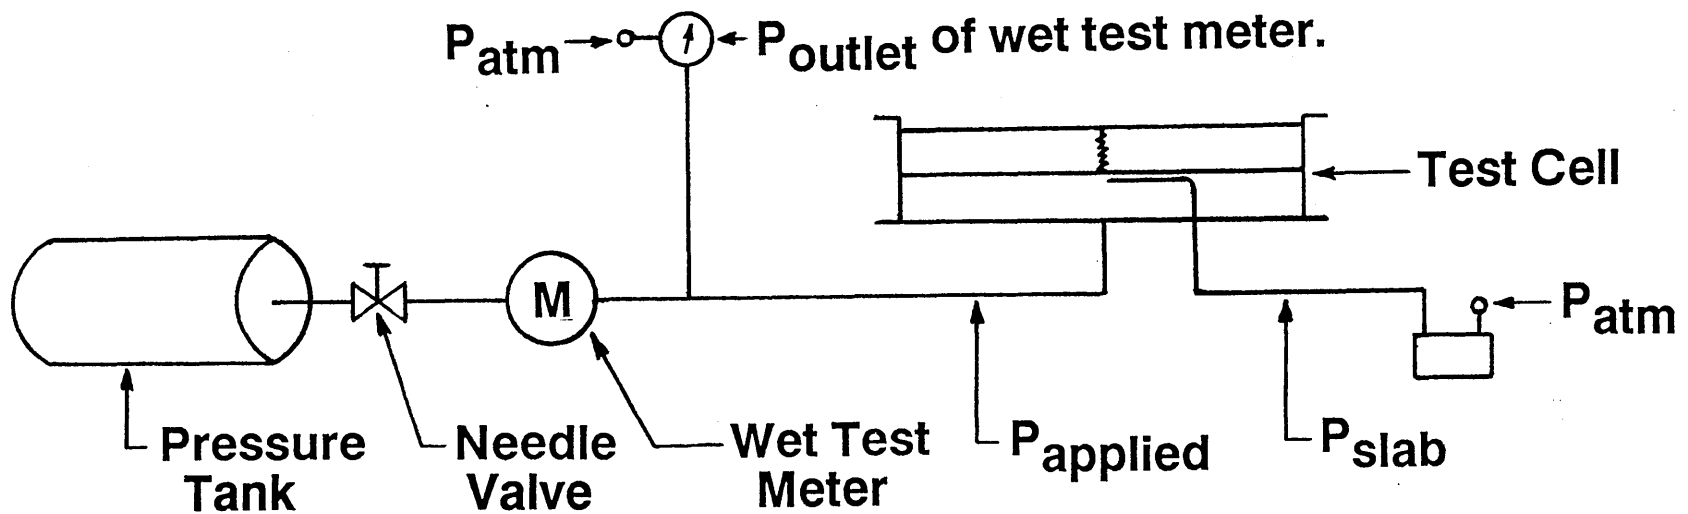 Patm
Poutlet of wet test meter.
Test Cell
M
Patm
Pressure
Tank
Needle
Valve
Wet Test
Meter
Papplied
Pslab